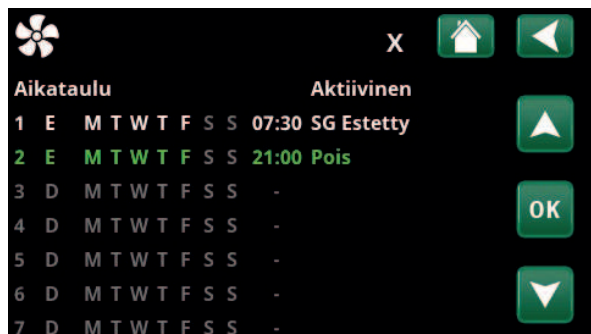 X
Aikataulu Aktiivinen
1 E M T W T F S S 07:30 SG Estetty
2 E M T W T F S S 21:00 Pois
3 D M T W T F S S -
4 D M T W T F S S -
OK
5 D M T W T F S S -
6 D M T W T F S S -
7 D M T W T F S S -